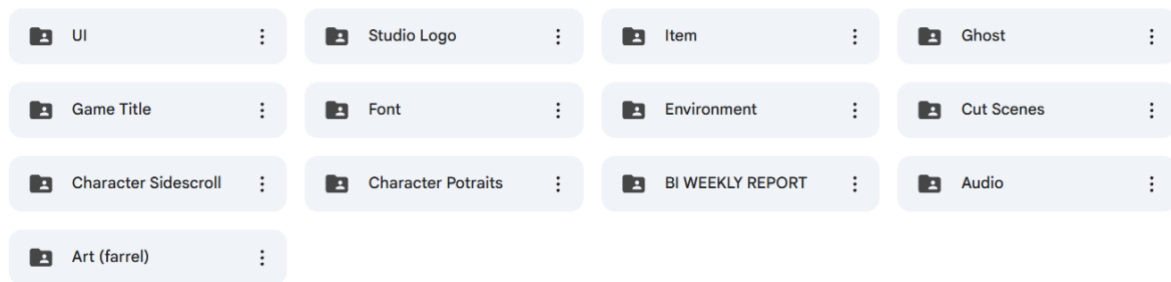 UI
Studio Logo
Item
Ghost
Game Title
Font
Environment
Cut Scenes
Character Sidescroll
Character Potraits
BI WEEKLY REPORT
Audio
Art (farrel)